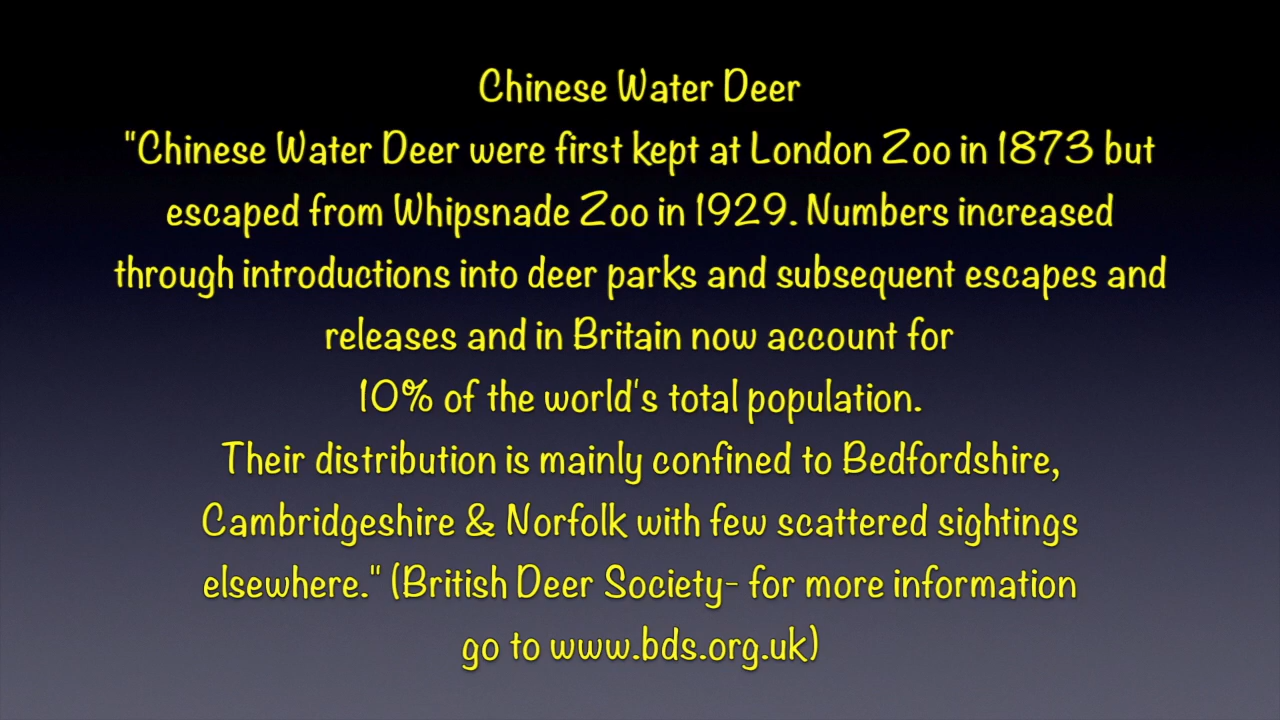 Chinese Water Deer
"Chinese Water Deer were first kept at London Zoo in 1873 but
escaped from Whipsnade Zoo in 1929. Numbers increased
through introductions into deer parks and subsequent escapes and
releases and in Britain now account for
10% of the world's total population.
Their distribution is mainly confined to Bedfordshire,
Cambridgeshire & Norfolk with few scattered sightings
elsewhere." (British Deer Society- for more information
go to www.bds.org.uk)